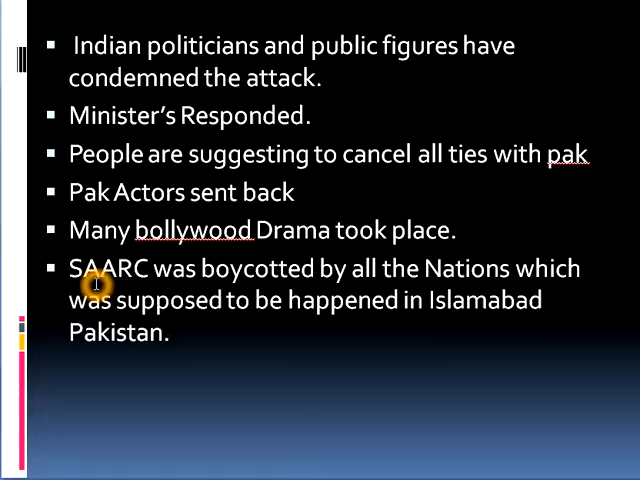 Indian politicians and public figures have
condemned the attack.
Minister's Responded.
People are suggesting to cancel all ties with pak
Pak Actors sent back
Many bollywood Drama took place.
SAARC was boycotted by all the Nations which
was supposed to be happened in Islamabad
Pakistan.